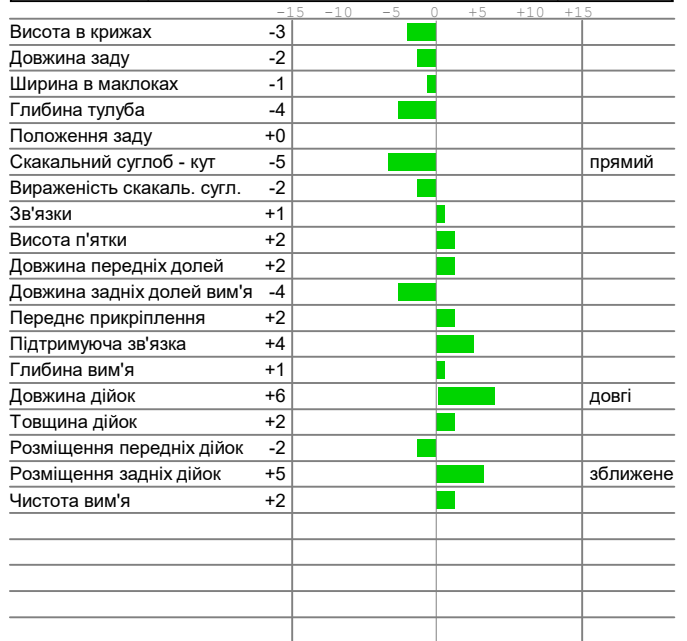 -15 -10 -5 0 +5 +10 +15
Висота в крижах -3
Довжина заду -2
Ширина в маклоках -1
Глибина тулуба -4
Положення заду +0
Скакальний суглоб - кут -5 прямий
Вираженість скакаль. сугл. -2
Зв'язки +1
Висота п'ятки +2
Довжина передніх долей +2
Довжина задніх долей вим'я -4
Переднє прикріплення +2
Підтримуюча зв'язка +4
Глибина вим'я +1
Довжина дійок +6 довгі
Товщина дійок +2
Розміщення передніх дійок -2
Розміщення задніх дійок +5 зближене
Чистота вим'я +2